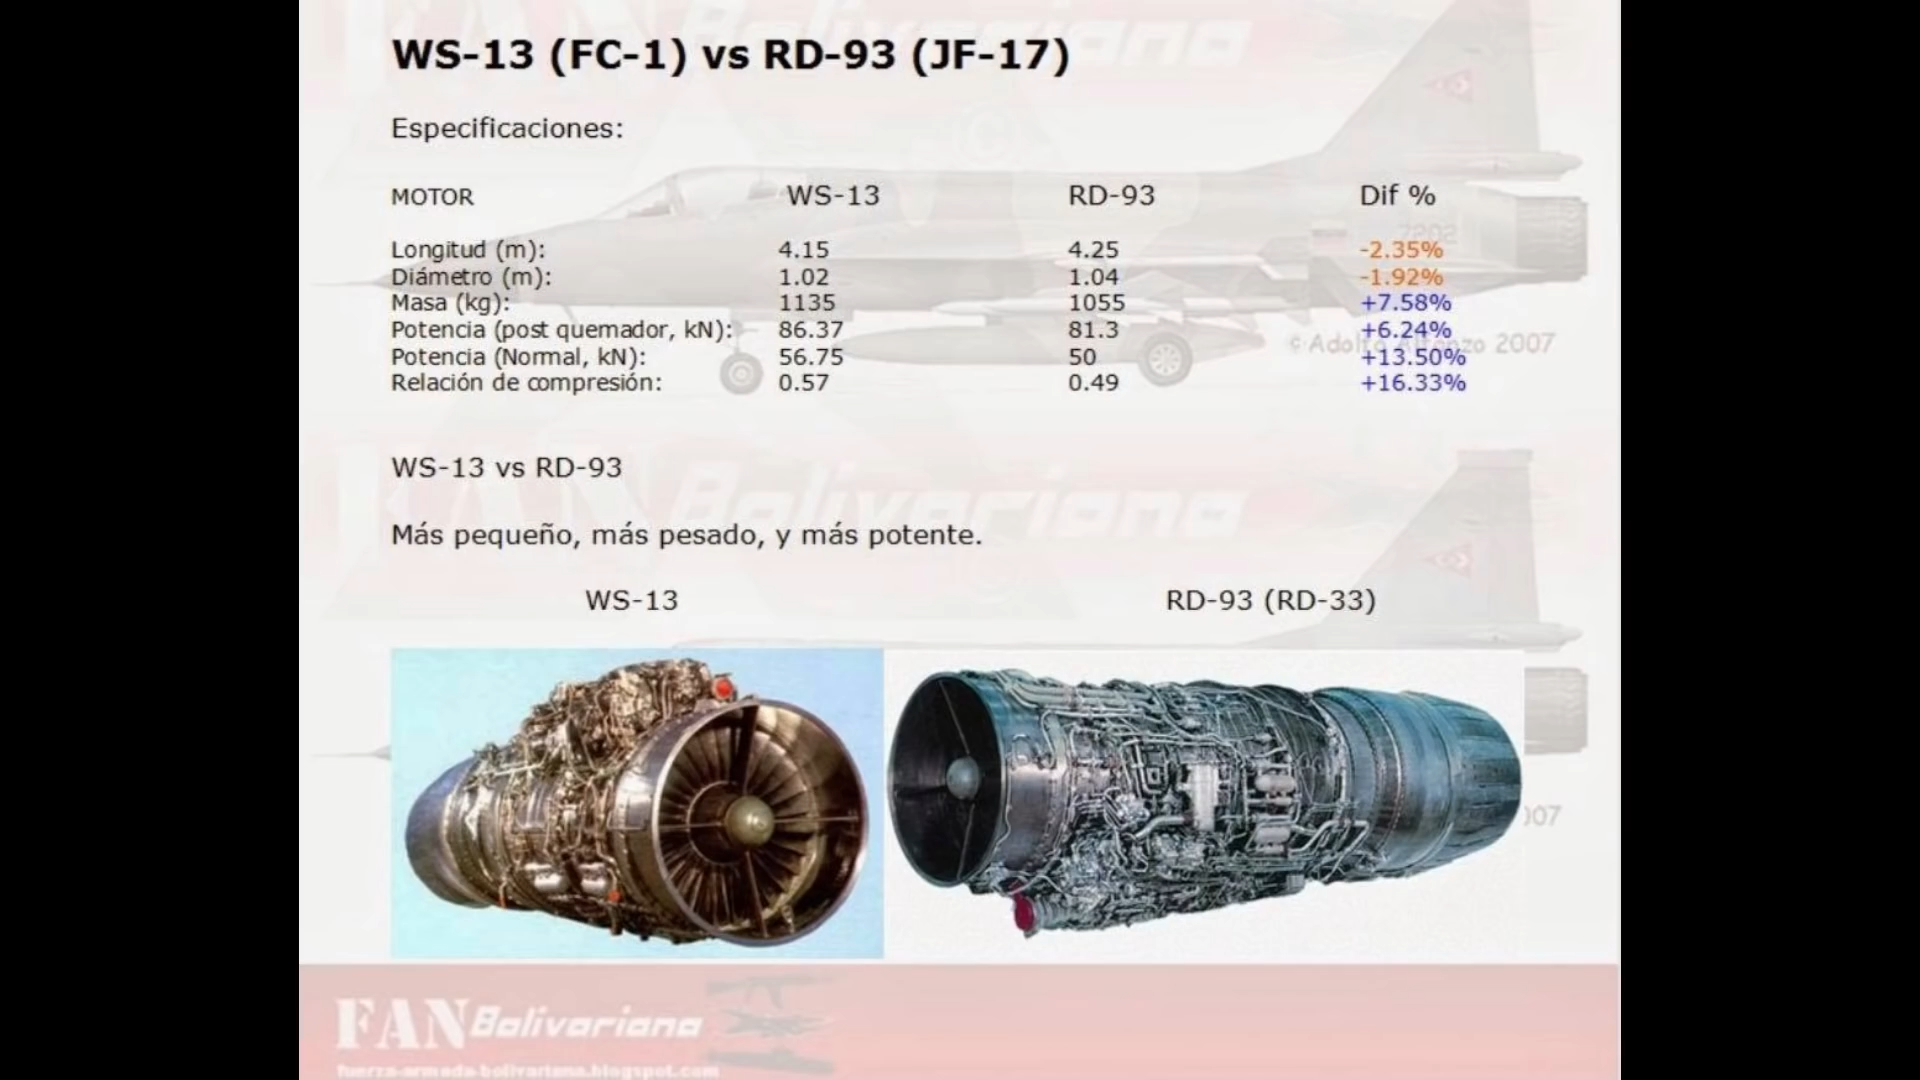 WS-13 (FC-1) vs RD-93 (JF-17)
Especificaciones:
MOTOR WS-13 RD-93 Dif %
Longitud (m): 4.15 4.25 -2.35%
Diámetro (m): 1.02 1.04 -1.92%
Masa (kg): 1135 1055 +7.58%
Potencia (post quemador, kN): 86.37 81.3 +6.24%
© Adolfo Alfonzo 2007
Potencia (Normal, kN): 56.75 50 +13.50%
Relación de compresión: 0.57 0.49 +16.33%
WS-13 vs RD-93
Más pequeño, más pesado, y más potente.
WS-13 RD-93 (RD-33)
FAN Bolivariana
fuerza-armada-bolivariana.blogspot.com